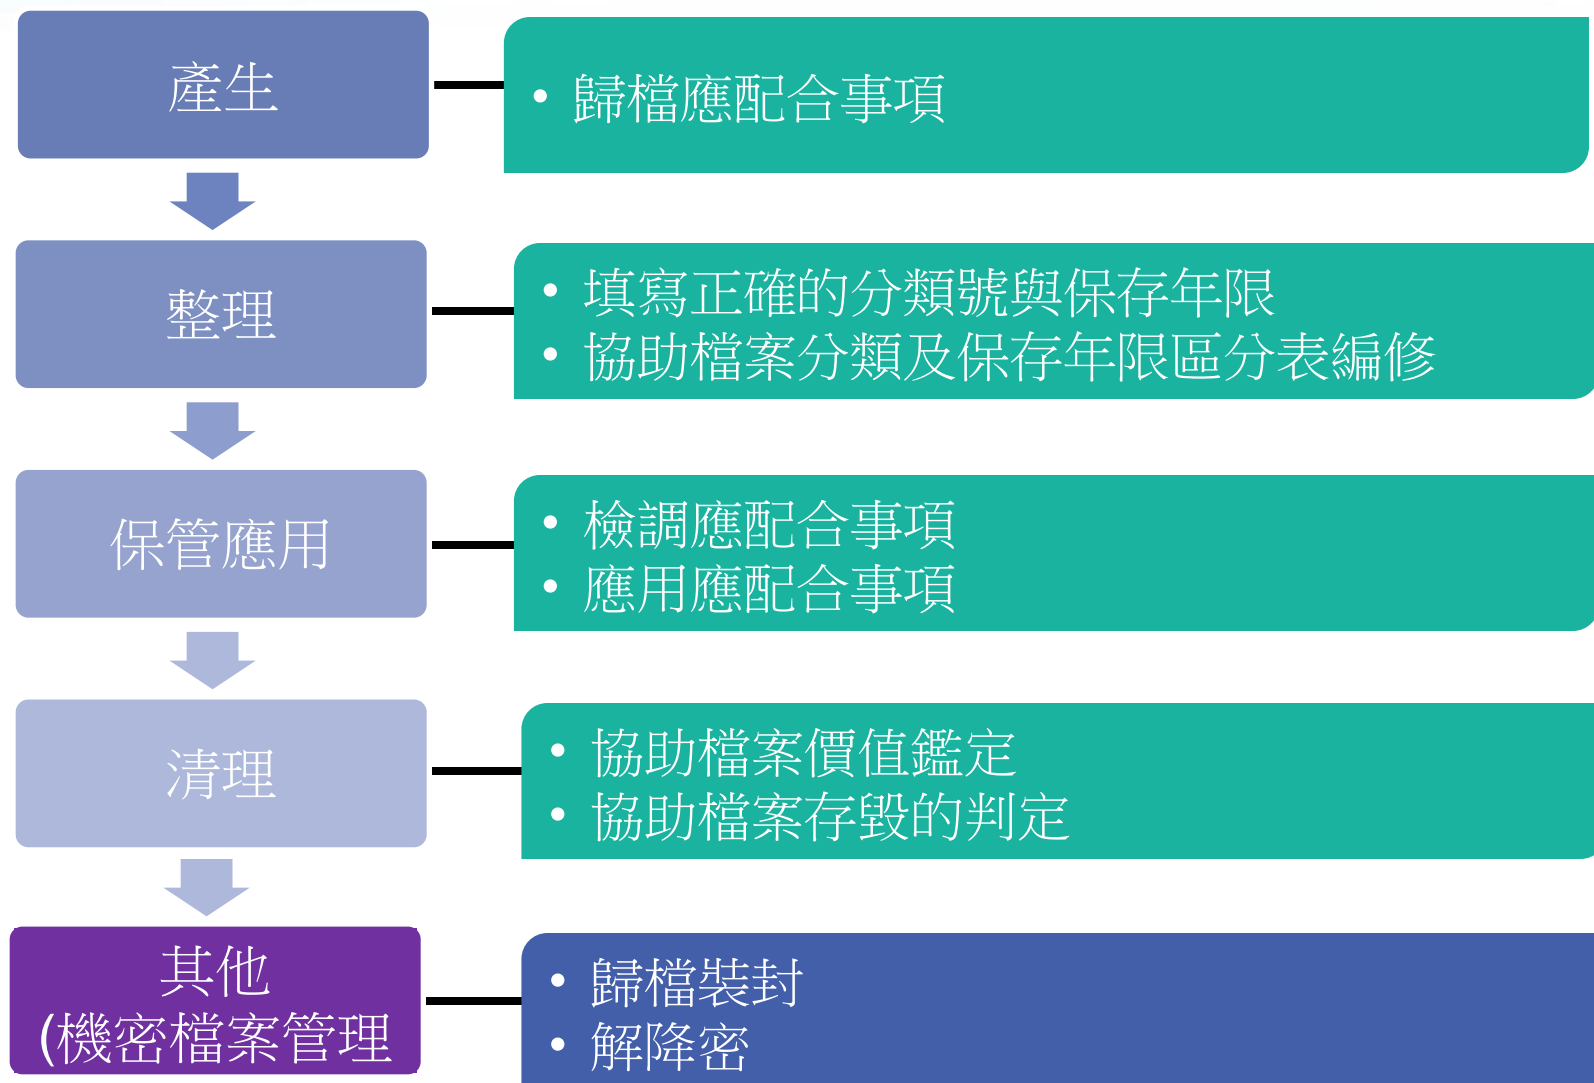 產生
• 歸檔應配合事項
整理
• 填寫正確的分類號與保存年限
• 協助檔案分類及保存年限區分表編修
保管應用
• 檢調應配合事項
• 應用應配合事項
清理
• 協助檔案價值鑑定
• 協助檔案存毀的判定
其他
(機密檔案管理
• 歸檔裝封
• 解降密